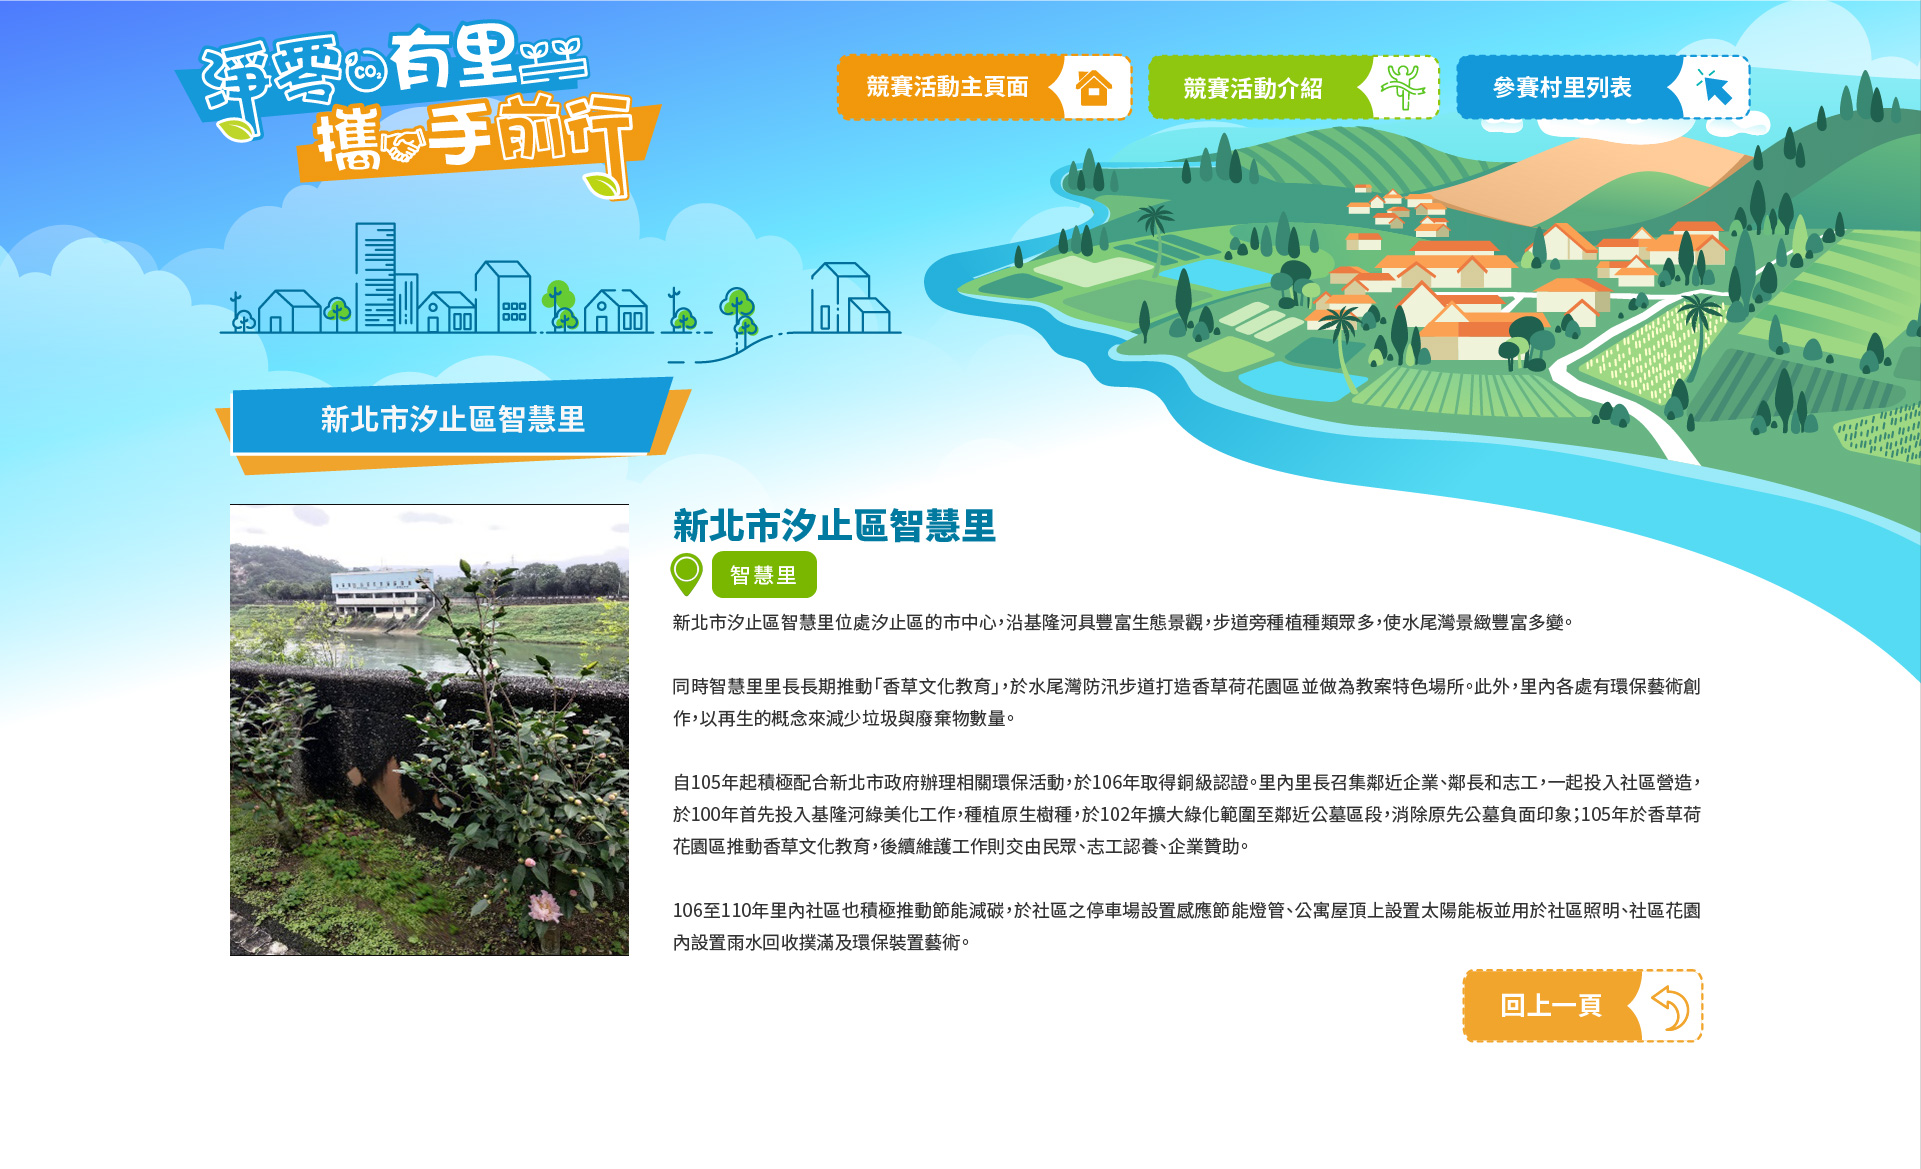 淨零CO₂有里
攜手前行
競賽活動主頁面
競賽活動介紹
參賽村里列表
新北市汐止區智慧里
新北市汐止區智慧里
智慧里
新北市汐止區智慧里位處汐止區的市中心，沿基隆河具豐富生態景觀，步道旁種植種類眾多，使水尾灣景緻豐富多變。
同時智慧里里長長期推動「香草文化教育」，於水尾灣防汛步道打造香草荷花園區並做為教案特色場所。此外，里內各處有環保藝術創
作，以再生的概念來減少垃圾與廢棄物數量。
自105年起積極配合新北市政府辦理相關環保活動，於106年取得銅級認證。里內里長召集鄰近企業、鄰長和志工，一起投入社區營造，
於100年首先投入基隆河綠美化工作，種植原生樹種，於102年擴大綠化範圍至鄰近公墓區段，消除原先公墓負面印象；105年於香草荷
花園區推動香草文化教育，後續維護工作則交由民眾、志工認養、企業贊助。
106至110年里內社區也積極推動節能減碳，於社區之停車場設置感應節能燈管、公寓屋頂上設置太陽能板並用於社區照明、社區花園
內設置雨水回收撲滿及環保裝置藝術。
回上一頁